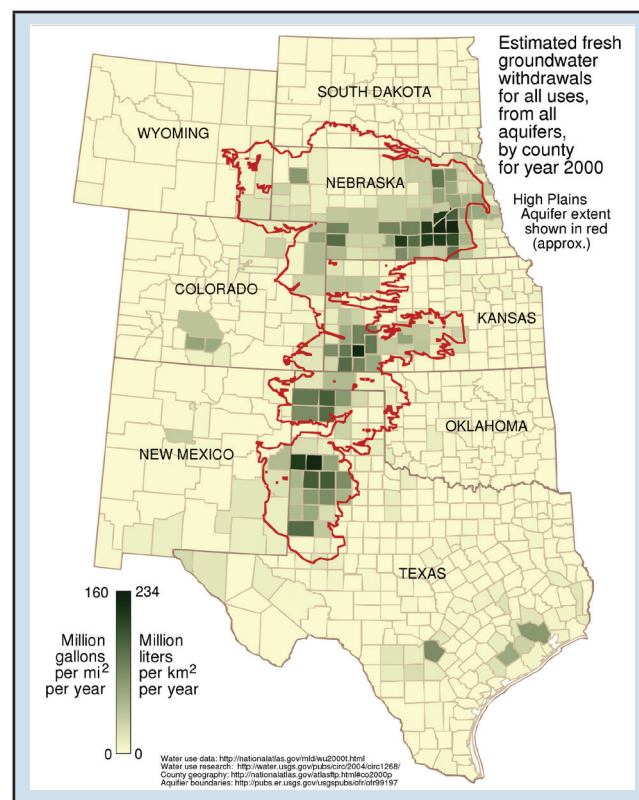 Estimated fresh
groundwater
withdrawals
for all uses,
from all
aquifers,
by county
for year 2000
High Plains
Aquifer extent
shown in red
(approx.)
SOUTH DAKOTA
WYOMING
NEBRASKA
COLORADO
KANSAS
OKLAHOMA
NEW MEXICO
TEXAS
160 234
Million
gallons
per mi²
per year
Million
liters
per km²
per year
0 0
Water use data: http://nationalatlas.gov/mld/wu2000t.html
Water use research: http://water.usgs.gov/pubs/circ/2004/circ1268/
County geography: http://nationalatlas.gov/atlasftp.html#co2000p
Aquifier boundaries: http://pubs.er.usgs.gov/usgspubs/ofr/ofr99197